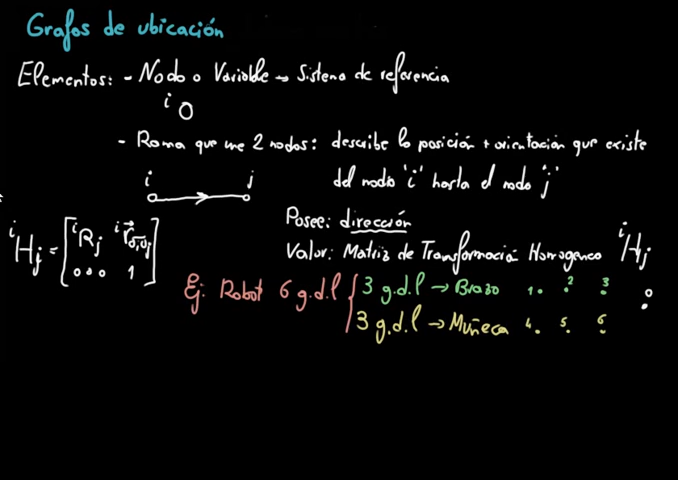 Grafos de ubicación
Elementos: - Nodo o Variable → Sistema de referencia
i O
- Rama que une 2 nodos: describe la posición + orientación que existe
i j del nodo "i" hasta el nodo "j"
Posee: dirección
Valor: Matriz de Transformación Homogenea iHj
iHj = [iRj i r⃗Oi,Oj
0 0 0 1]
Ej: Robot 6 g.d.l { 3 g.d.l → Brazo 1. 2. 3. 0
3 g.d.l → Muñeca 4. 5. 6.